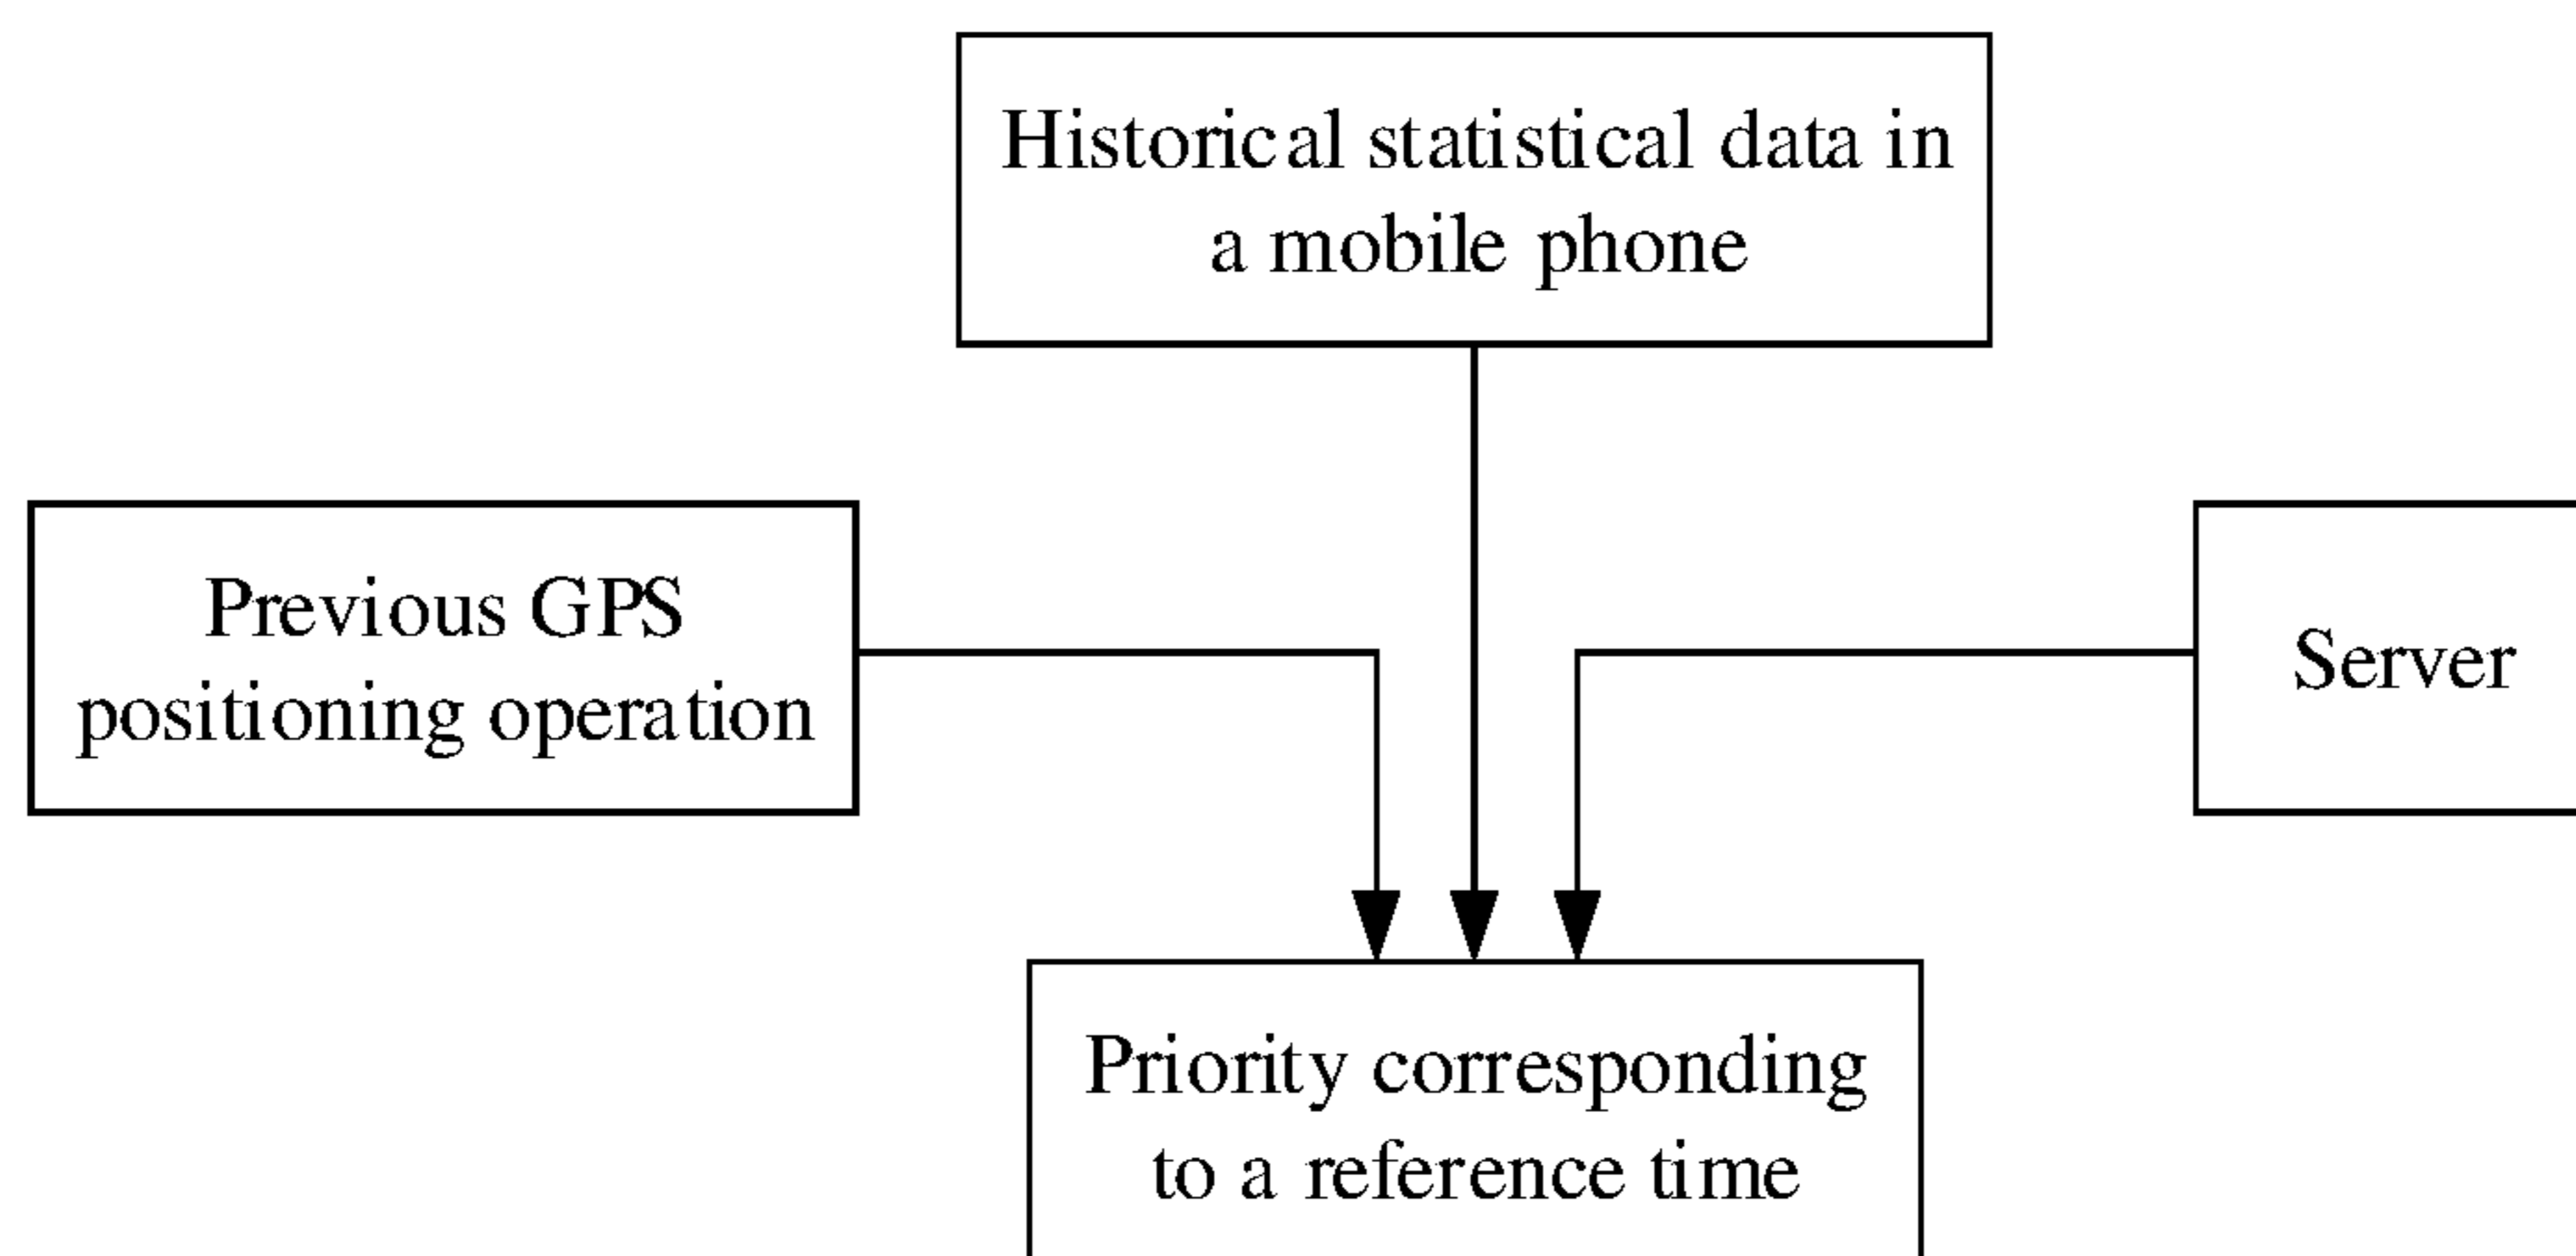 Historical statistical data in
a mobile phone
Previous GPS
positioning operation
Server
Priority corresponding
to a reference time